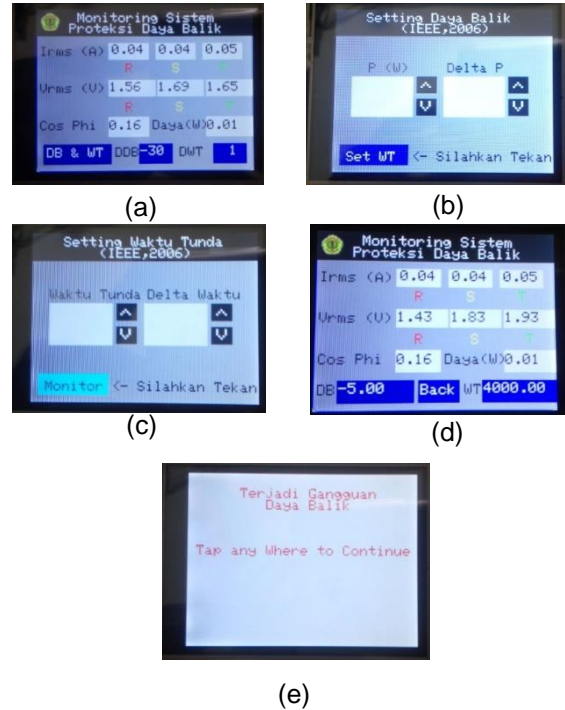 Monitoring Sistem
Proteksi Daya Balik
Irms (A) 0.04 0.04 0.05
R S T
Vrms (V) 1.56 1.69 1.65
R S T
Cos Phi 0.16 Daya(W) 0.01
DB & WT DDB -30 DWT 1
(a)
Setting Daya Balik
(IEEE,2006)
P (W) Delta P
Set WT <- Silahkan Tekan
(b)
Setting Waktu Tunda
(IEEE,2006)
Waktu Tunda Delta Waktu
Monitor <- Silahkan Tekan
(c)
Monitoring Sistem
Proteksi Daya Balik
Irms (A) 0.04 0.04 0.05
R S T
Vrms (V) 1.43 1.83 1.93
R S T
Cos Phi 0.16 Daya(W) 0.01
DB -5.00 Back WT 4000.00
(d)
Terjadi Gangguan
Daya Balik
Tap any Where to Continue
(e)